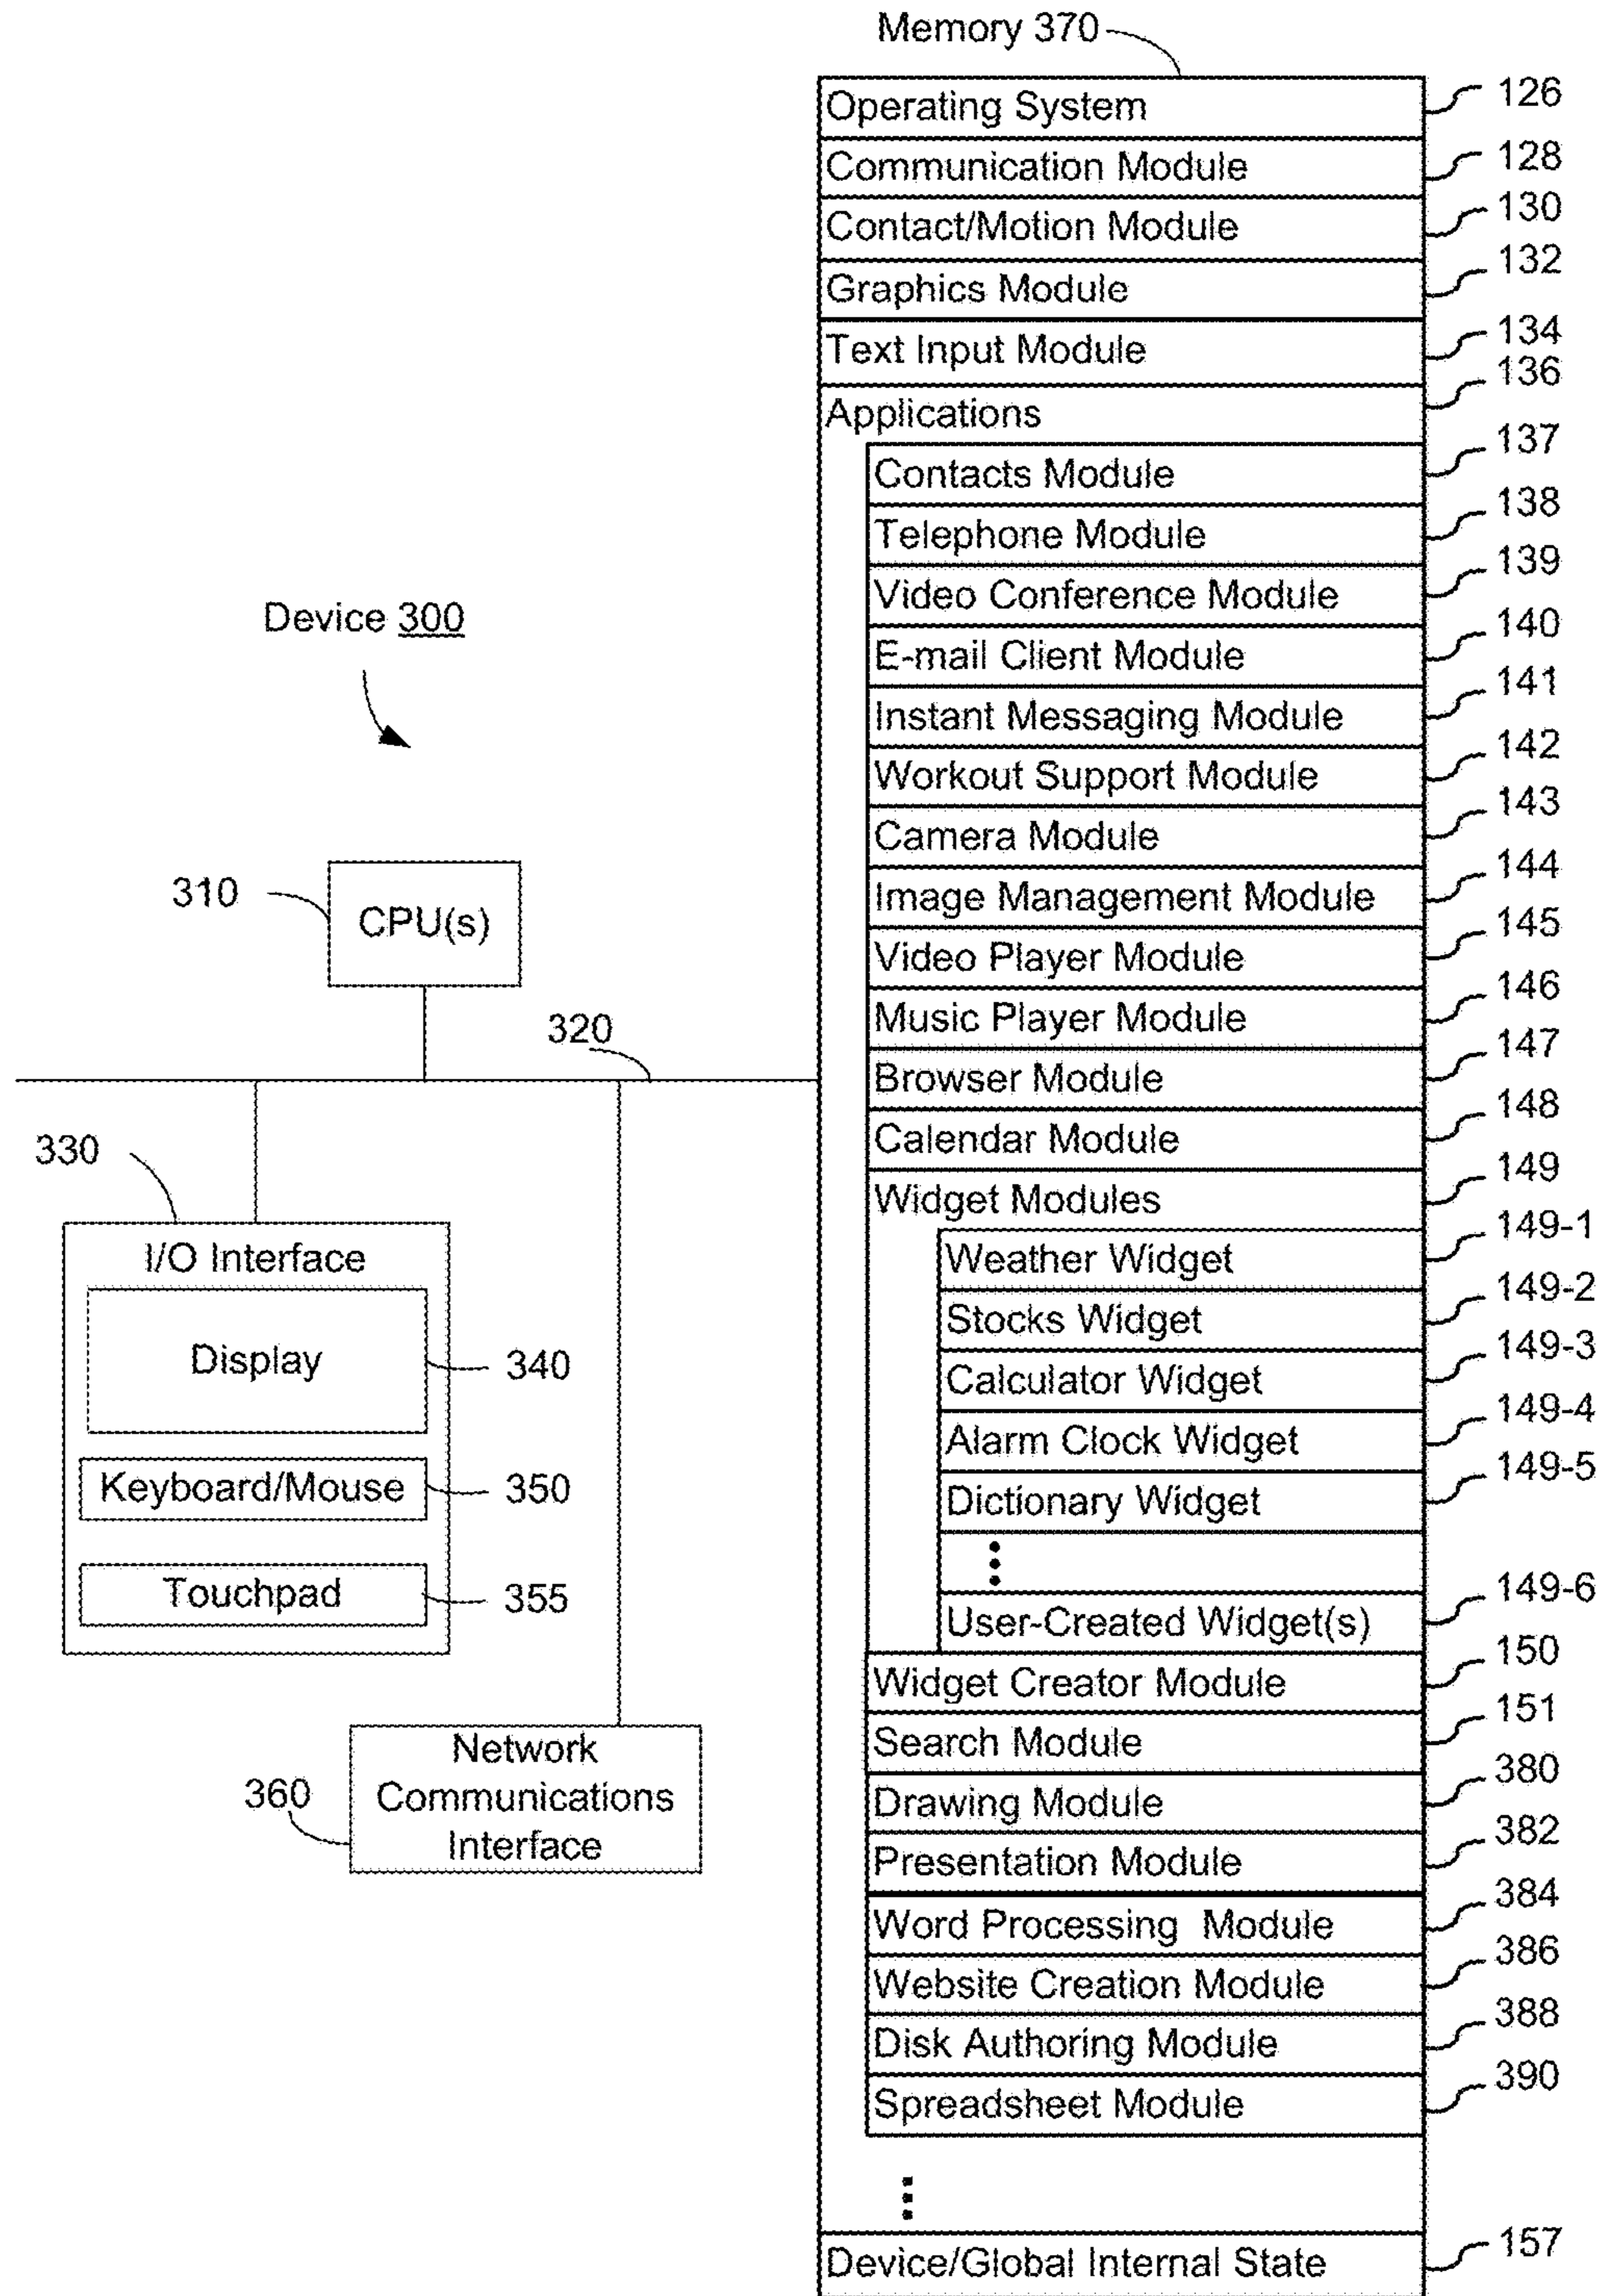 Memory 370
Operating System 126
Communication Module 128
Contact/Motion Module 130
Graphics Module 132
Text Input Module 134
Applications 136
Contacts Module 137
Telephone Module 138
Video Conference Module 139
E-mail Client Module 140
Instant Messaging Module 141
Workout Support Module 142
Camera Module 143
Image Management Module 144
Video Player Module 145
Music Player Module 146
Browser Module 147
Calendar Module 148
Widget Modules 149
Weather Widget 149-1
Stocks Widget 149-2
Calculator Widget 149-3
Alarm Clock Widget 149-4
Dictionary Widget 149-5
User-Created Widget(s) 149-6
Widget Creator Module 150
Search Module 151
Drawing Module 380
Presentation Module 382
Word Processing Module 384
Website Creation Module 386
Disk Authoring Module 388
Spreadsheet Module 390
Device/Global Internal State 157
Device 300
310
CPU(s)
320
330
I/O Interface
Display 340
Keyboard/Mouse 350
Touchpad 355
360
Network
Communications
Interface